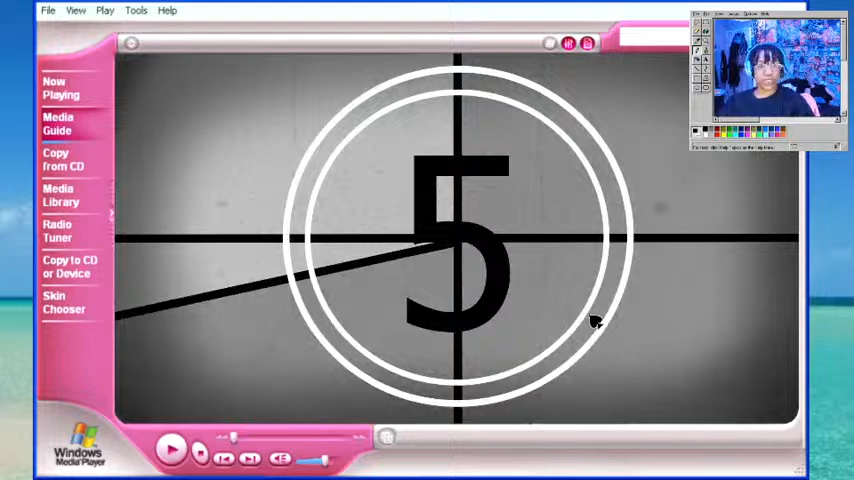 File View Play Tools Help
Now
Playing
Media
Guide
Copy
from CD
Media
Library
Radio
Tuner
Copy to CD
or Device
Skin
Chooser
5
Windows
Media Player